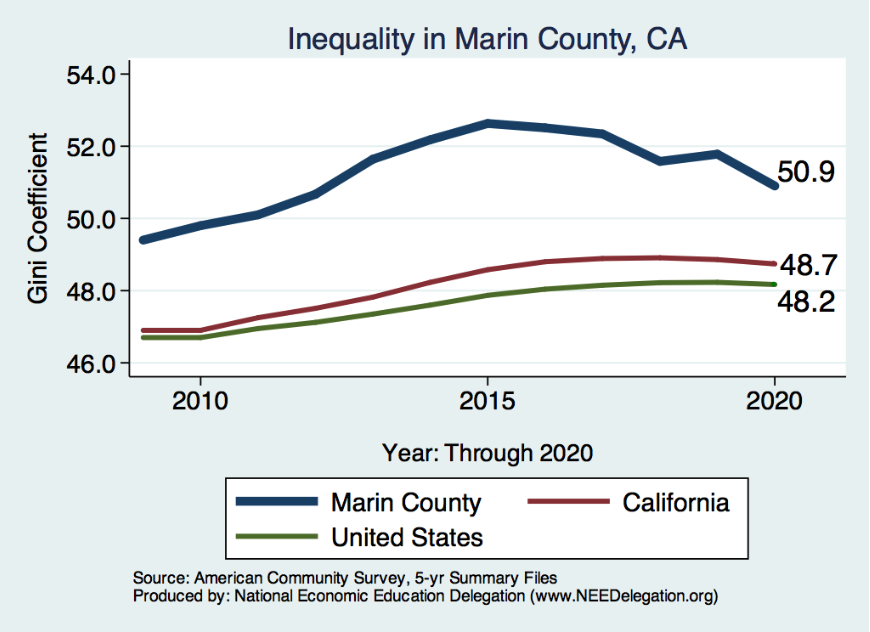 Inequality in Marin County, CA
Gini Coefficient
54.0
52.0
50.0
48.0
46.0
50.9
48.7
48.2
2010 2015 2020
Year: Through 2020
Marin County California
United States
Source: American Community Survey, 5-yr Summary Files
Produced by: National Economic Education Delegation (www.NEEDelegation.org)